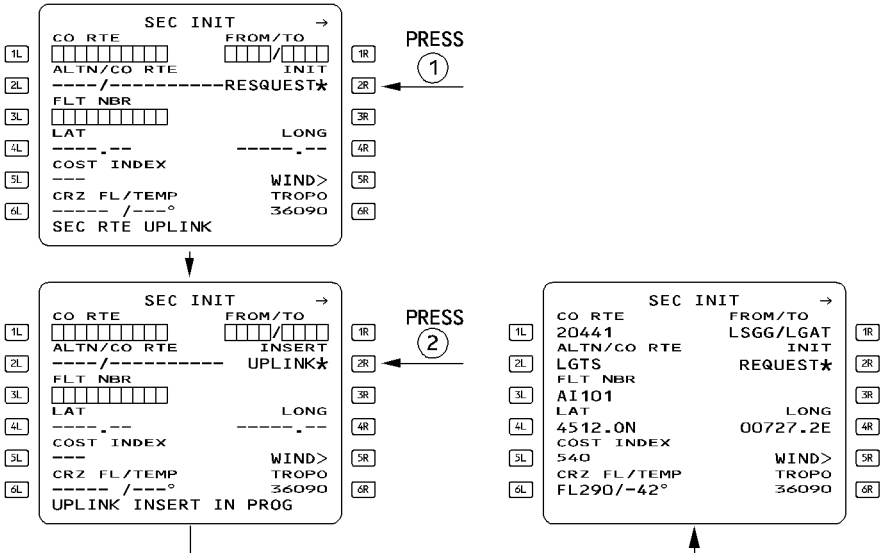 SEC INIT →
CO RTE FROM/TO
1L / 1R
ALTN/CO RTE INIT
2L ----/----------RESQUEST* 2R
FLT NBR
3L 3R
LAT LONG
4L ----.-- -----.-- 4R
COST INDEX
5L --- WIND> 5R
CRZ FL/TEMP TROPO
6L ----- /---° 36090 6R
SEC RTE UPLINK
PRESS
1
SEC INIT →
CO RTE FROM/TO
1L / 1R
ALTN/CO RTE INSERT
2L ----/---------- UPLINK* 2R
FLT NBR
3L 3R
LAT LONG
4L ----.-- -----.-- 4R
COST INDEX
5L --- WIND> 5R
CRZ FL/TEMP TROPO
6L ----- /---° 36090 6R
UPLINK INSERT IN PROG
PRESS
2
SEC INIT →
CO RTE FROM/TO
1L 20441 LSGG/LGAT 1R
ALTN/CO RTE INIT
2L LGTS REQUEST* 2R
FLT NBR
3L AI101 3R
LAT LONG
4L 4512.0N 00727.2E 4R
COST INDEX
5L 540 WIND> 5R
CRZ FL/TEMP TROPO
6L FL290/-42° 36090 6R